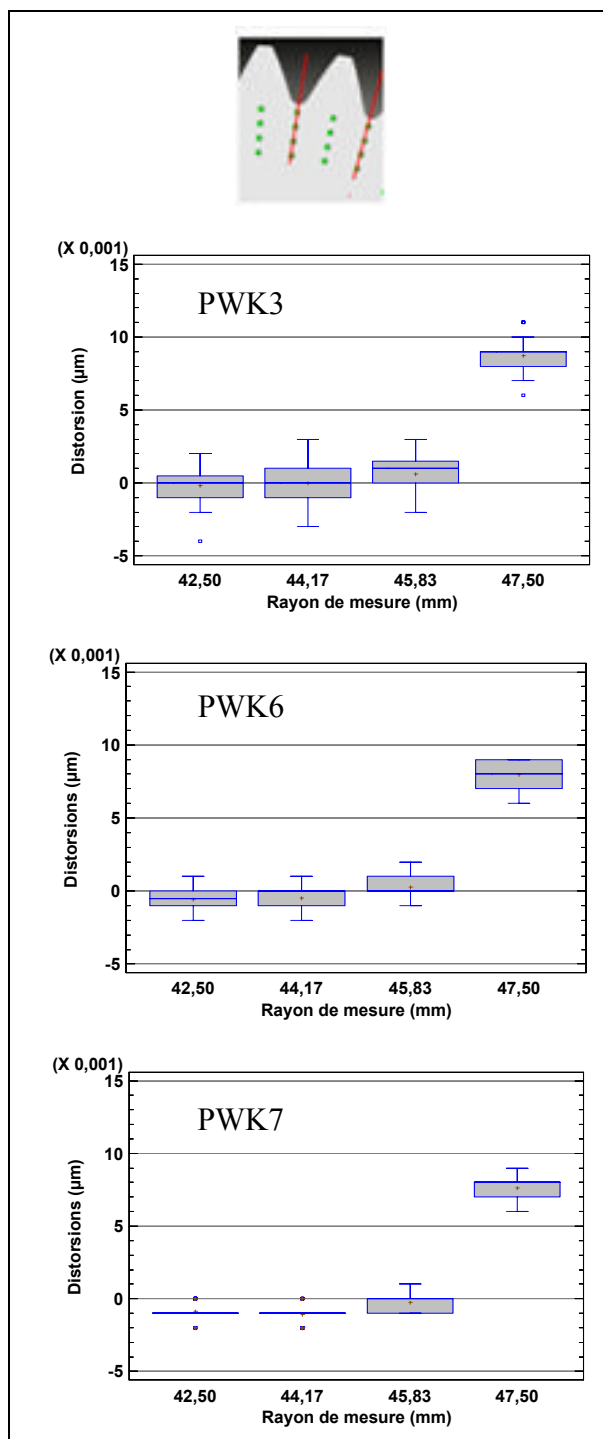 (X 0,001)
PWK3
15
10
5
0
-5
Distorsion (µm)
42,50 44,17 45,83 47,50
Rayon de mesure (mm)
(X 0,001)
PWK6
15
10
5
0
-5
Distorsions (µm)
42,50 44,17 45,83 47,50
Rayon de mesure (mm)
(X 0,001)
PWK7
15
10
5
0
-5
Distorsions (µm)
42,50 44,17 45,83 47,50
Rayon de mesure (mm)